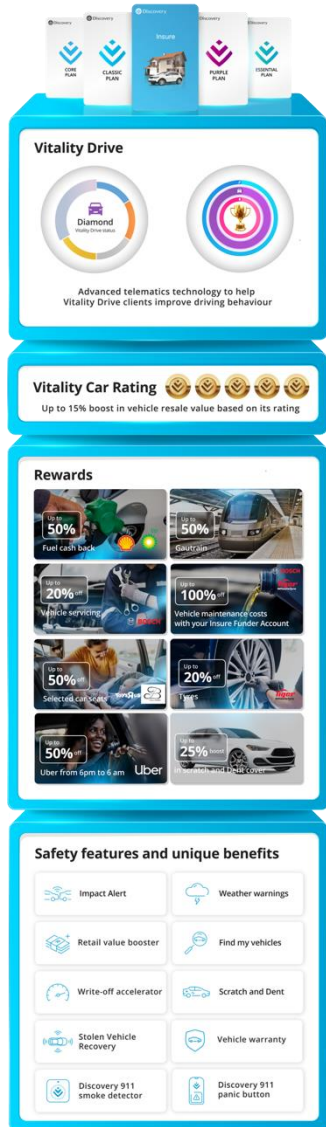 Discovery
Discovery
Discovery
Discovery
Discovery
CORE
PLAN
CLASSIC
PLAN
Insure
PURPLE
PLAN
ESSENTIAL
PLAN
Vitality Drive
Diamond
Vitality Drive status
Advanced telematics technology to help
Vitality Drive clients improve driving behaviour
Vitality Car Rating
Up to 15% boost in vehicle resale value based on its rating
Rewards
Up to
50%
Fuel cash back
Up to
50%
Gautrain
Up to
20% off
Vehicle servicing
BOSCH
BOSCH
tiger
Up to
100% off
Vehicle maintenance costs
with your Insure Funder Account
Up to
50% off
Selected car seats
Up to
20% off
Tyres
tiger
Up to
50% off
Uber from 6pm to 6 am
Uber
Up to
25% boost
in Scratch and Dent cover
Safety features and unique benefits
Impact Alert
Weather warnings
Retail value booster
Find my vehicles
Write-off accelerator
Scratch and Dent
Stolen Vehicle
Recovery
Vehicle warranty
Discovery 911
smoke detector
Discovery 911
panic button